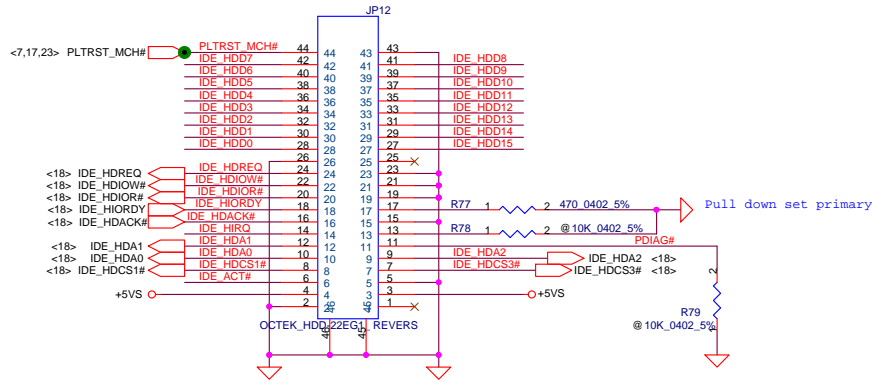 JP12
<7,17,23> PLTRST_MCH# PLTRST_MCH# 44 44 43 43
IDE_HDD7 42 42 41 41 IDE_HDD8
IDE_HDD6 40 40 39 39 IDE_HDD9
IDE_HDD5 38 38 37 37 IDE_HDD10
IDE_HDD4 36 36 35 35 IDE_HDD11
IDE_HDD3 34 34 33 33 IDE_HDD12
IDE_HDD2 32 32 31 31 IDE_HDD13
IDE_HDD1 30 30 29 29 IDE_HDD14
IDE_HDD0 28 28 27 27 IDE_HDD15
26 26 25 25
<18> IDE_HDREQ IDE_HDREQ 24 24 23 23
<18> IDE_HDIOW# IDE_HDIOW# 22 22 21 21
<18> IDE_HDIOR# IDE_HDIOR# 20 20 19 19
<18> IDE_HIORDY IDE_HIORDY 18 18 17 17 R77 1 2 470_0402_5% Pull down set primary
<18> IDE_HDACK# IDE_HDACK# 16 16 15 15
IDE_HIRQ 14 14 13 13 R78 1 2 @10K_0402_5%
<18> IDE_HDA1 IDE_HDA1 12 12 11 11 PDIAG#
<18> IDE_HDA0 IDE_HDA0 10 10 9 9 IDE_HDA2 IDE_HDA2 <18>
<18> IDE_HDCS1# IDE_HDCS1# 8 8 7 7 IDE_HDCS3# IDE_HDCS3# <18>
IDE_ACT# 6 6 5 5 2
+5VS 4 4 3 3 +5VS
2 2 46 45 1 1 R79
OCTEK_HDD-22EG1_REVERS @10K_0402_5% 1
46 45